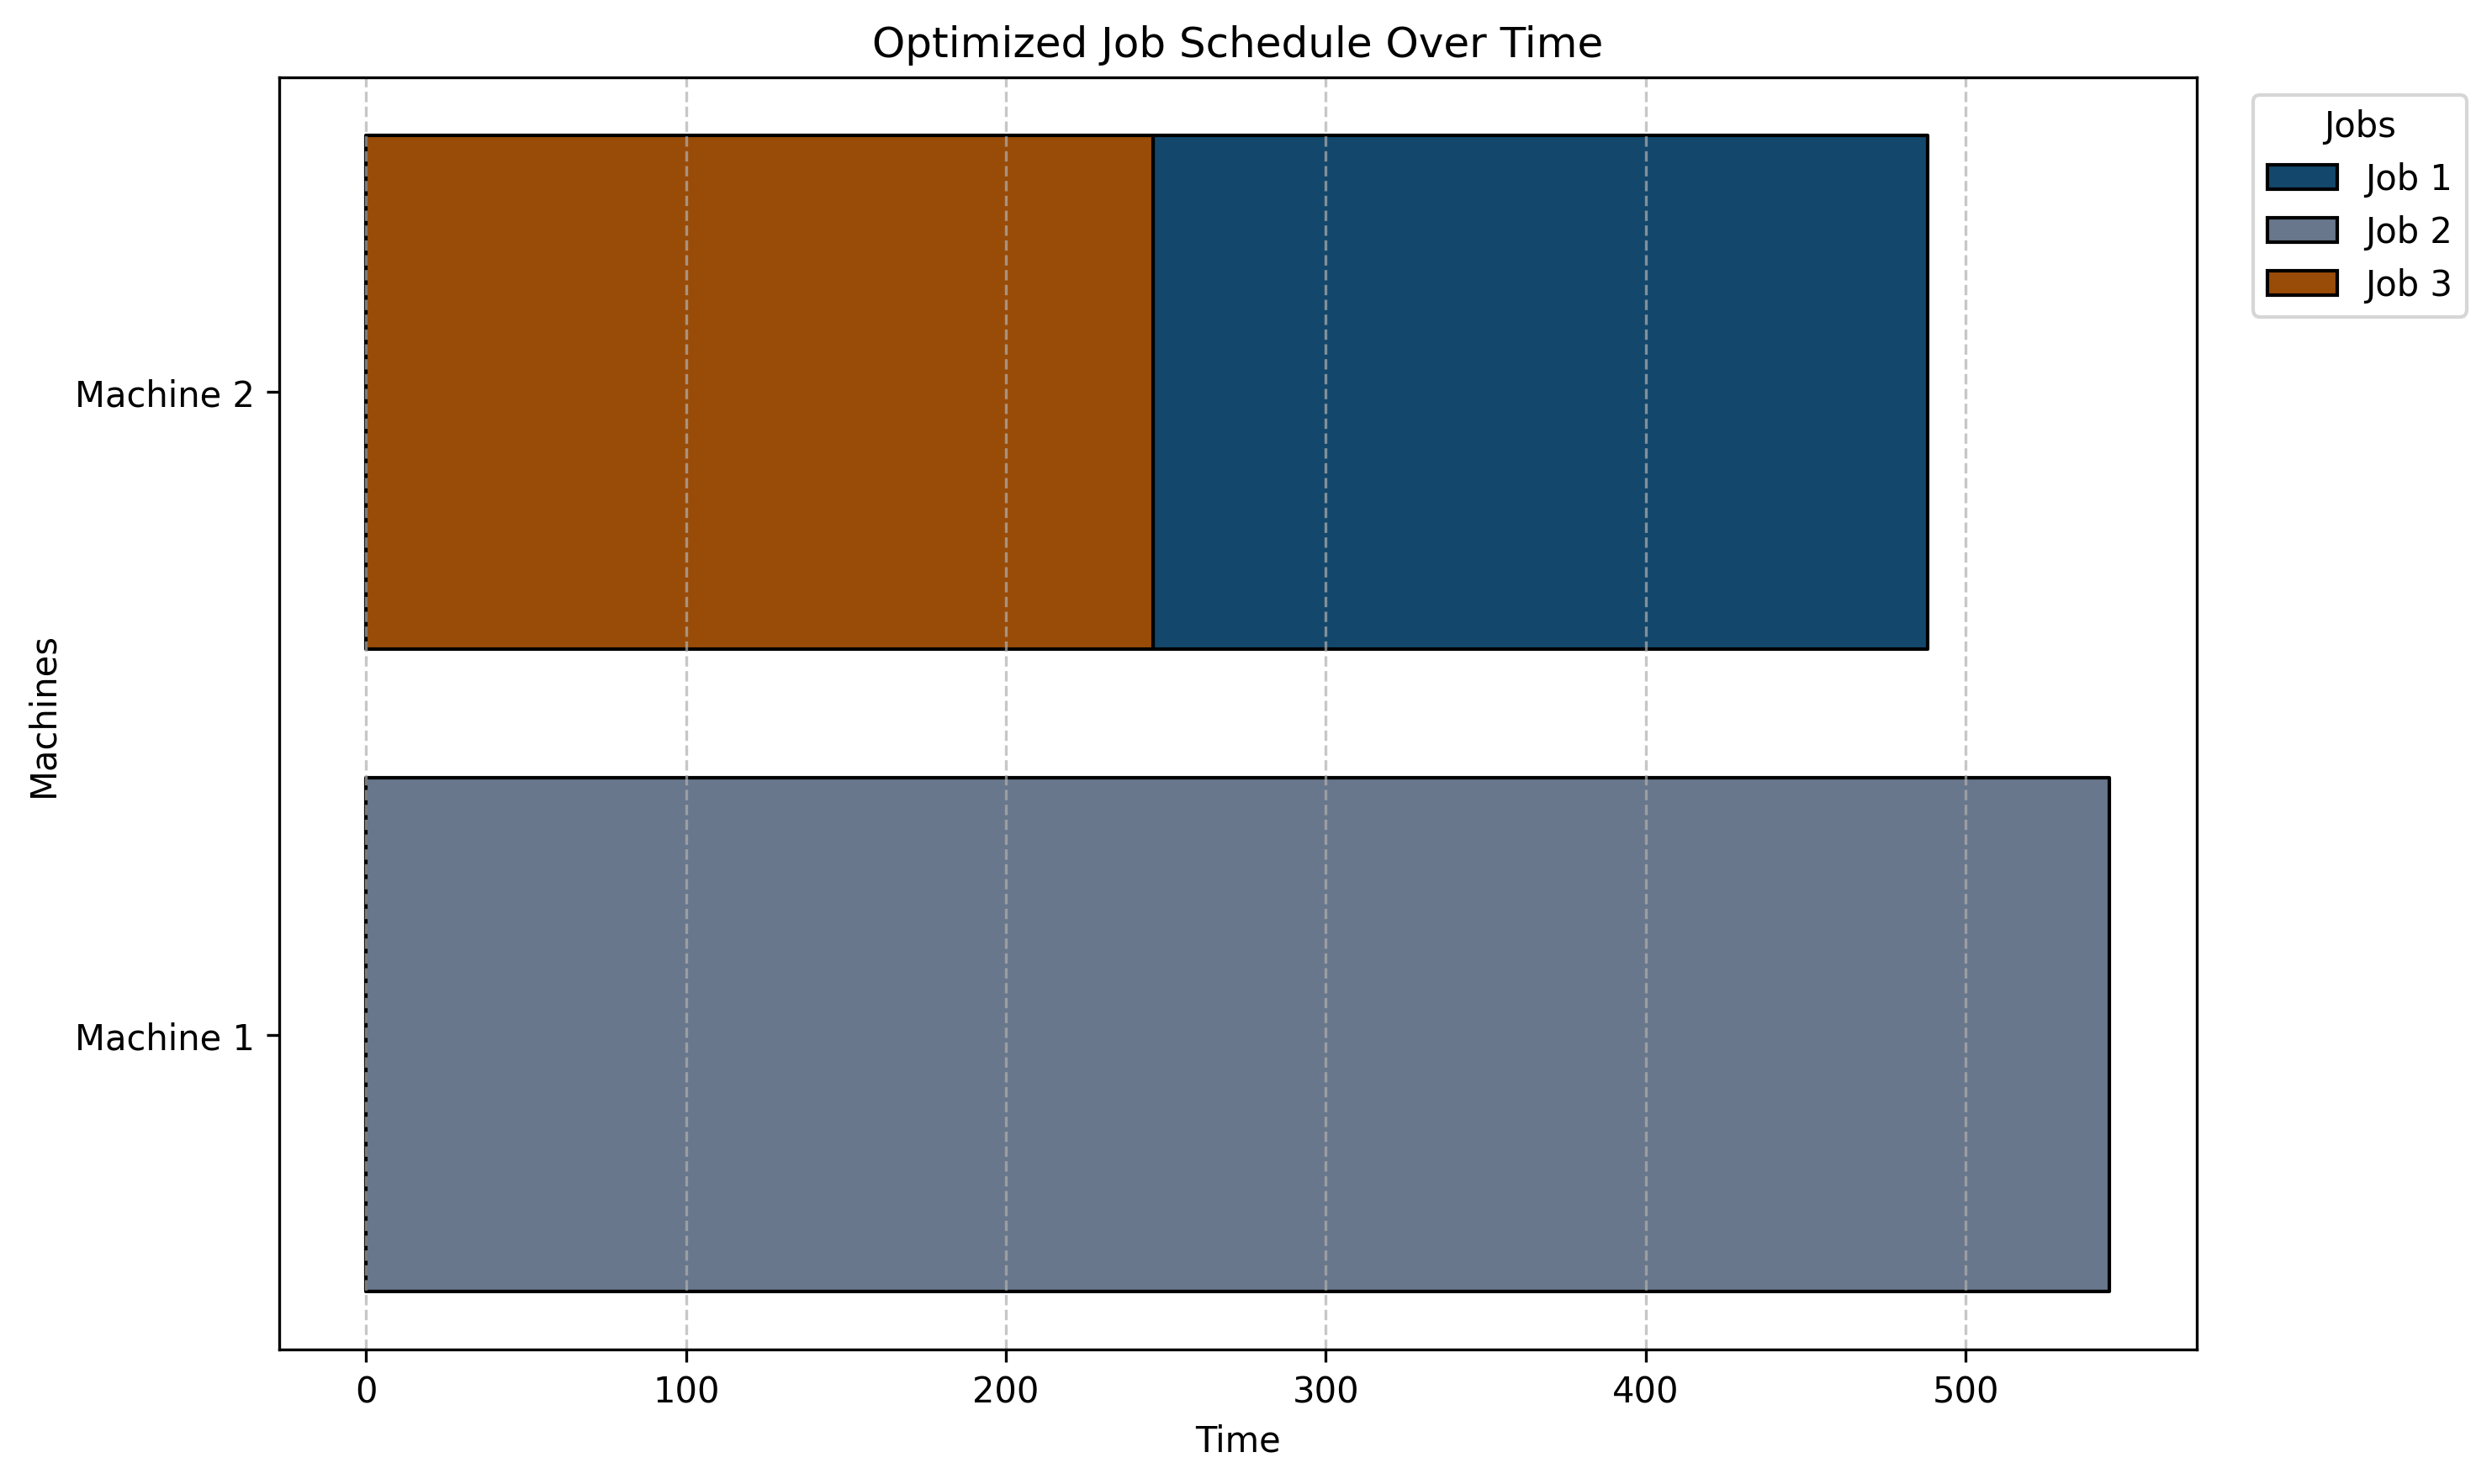 Optimized Job Schedule Over Time
Jobs
Job 1
Job 2
Job 3
Machine 2
Machine 1
Machines
0 100 200 300 400 500
Time